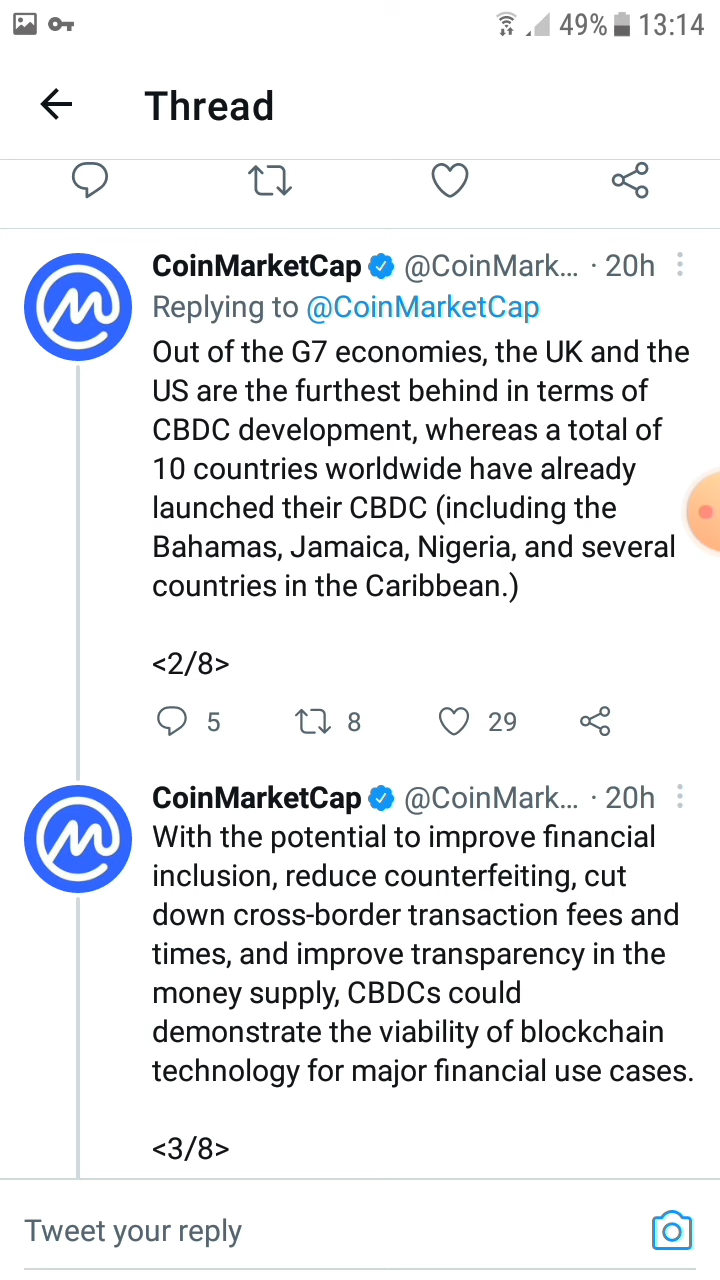 49% 13:14
Thread
CoinMarketCap @CoinMark... · 20h
Replying to @CoinMarketCap
Out of the G7 economies, the UK and the
US are the furthest behind in terms of
CBDC development, whereas a total of
10 countries worldwide have already
launched their CBDC (including the
Bahamas, Jamaica, Nigeria, and several
countries in the Caribbean.)
<2/8>
5 8 29
CoinMarketCap @CoinMark... · 20h
With the potential to improve financial
inclusion, reduce counterfeiting, cut
down cross-border transaction fees and
times, and improve transparency in the
money supply, CBDCs could
demonstrate the viability of blockchain
technology for major financial use cases.
<3/8>
Tweet your reply